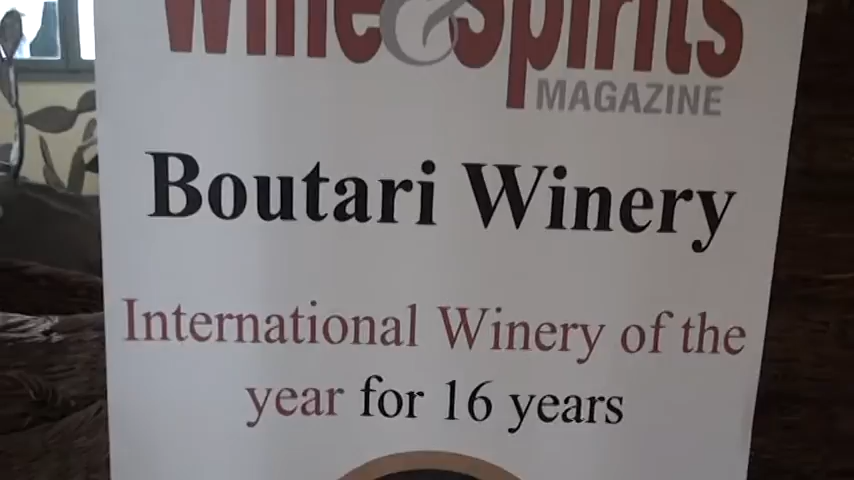 Wine & Spirits
MAGAZINE
Boutari Winery
International Winery of the
year for 16 years